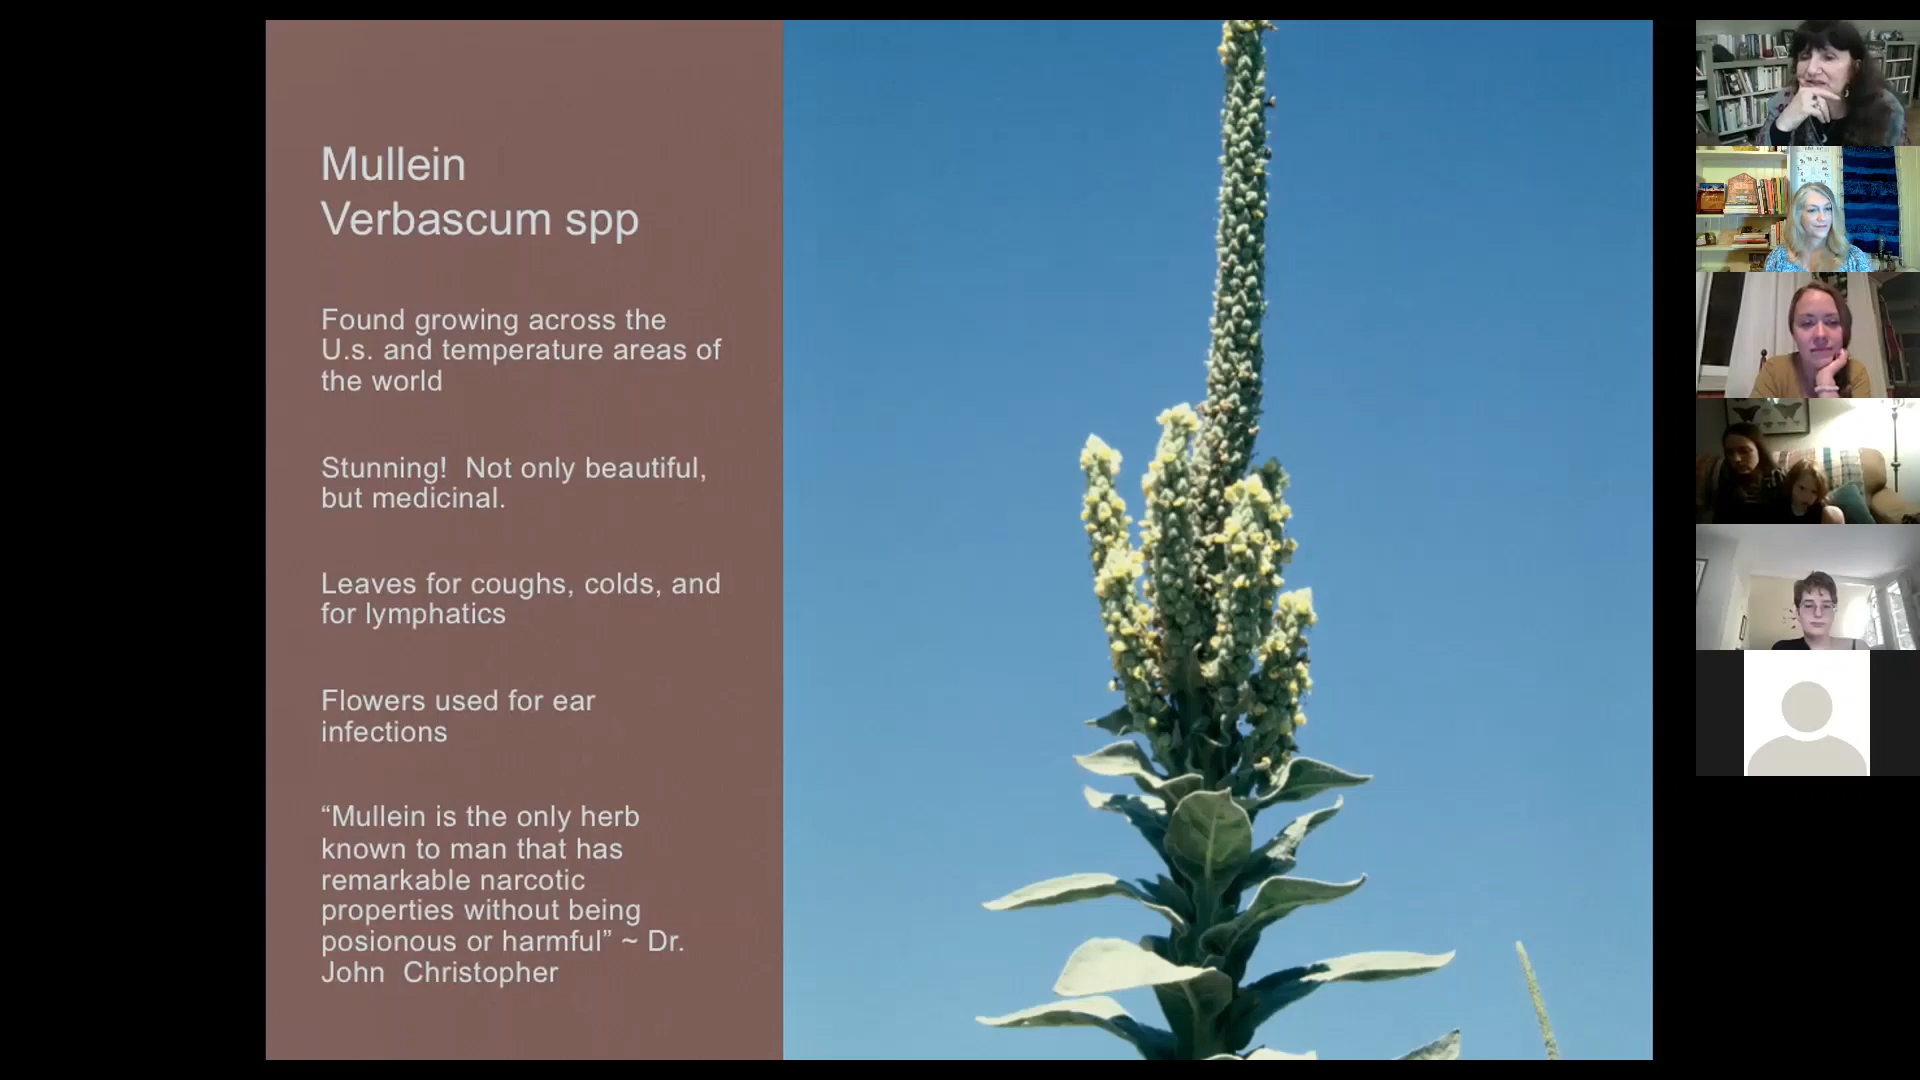 Mullein
Verbascum spp
Found growing across the
U.s. and temperature areas of
the world
Stunning!  Not only beautiful,
but medicinal.
Leaves for coughs, colds, and
for lymphatics
Flowers used for ear
infections
“Mullein is the only herb
known to man that has
remarkable narcotic
properties without being
posionous or harmful” ~ Dr.
John  Christopher